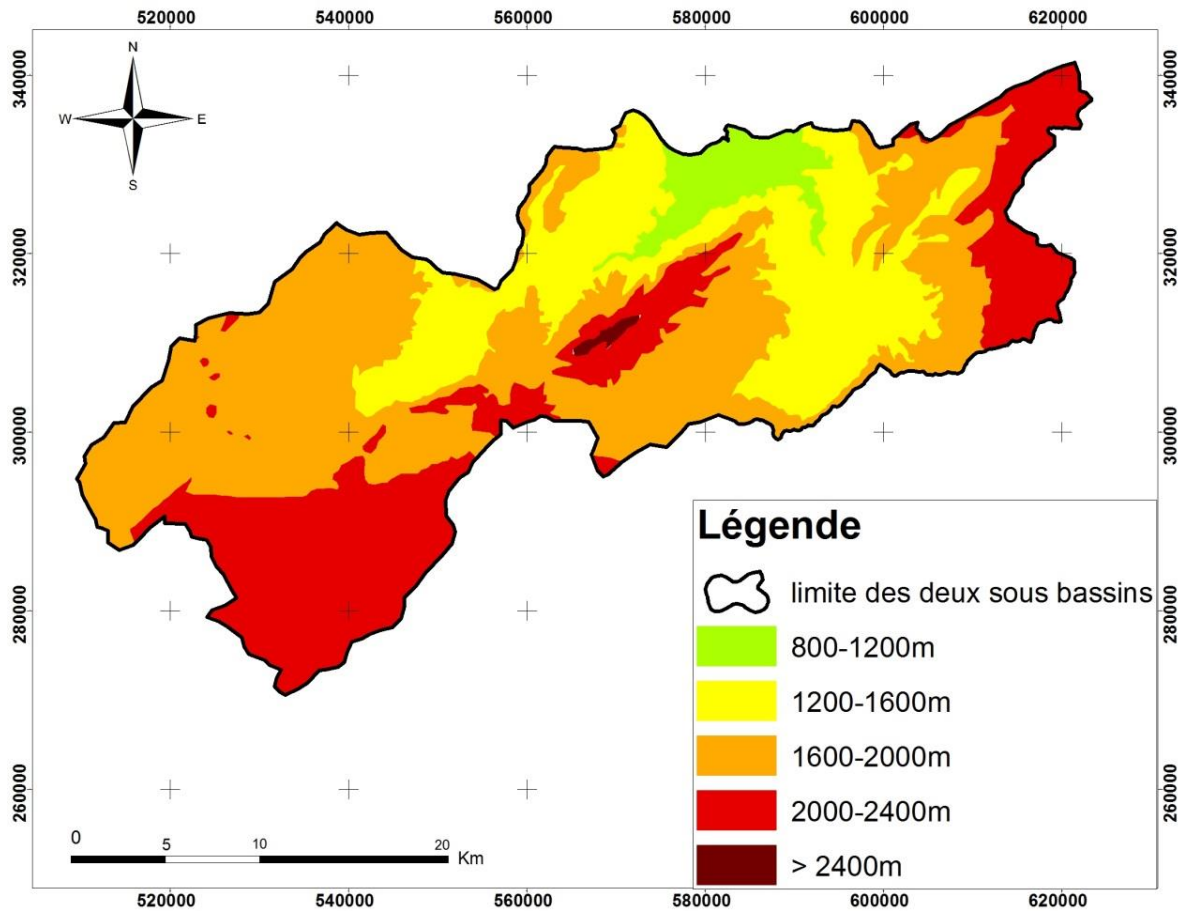 520000 540000 560000 580000 600000 620000
340000 340000
N
W E
S
320000 320000
300000 300000
280000 280000
260000 260000
Légende
limite des deux sous bassins
800-1200m
1200-1600m
1600-2000m
2000-2400m
> 2400m
0 5 10 20 Km
520000 540000 560000 580000 600000 620000